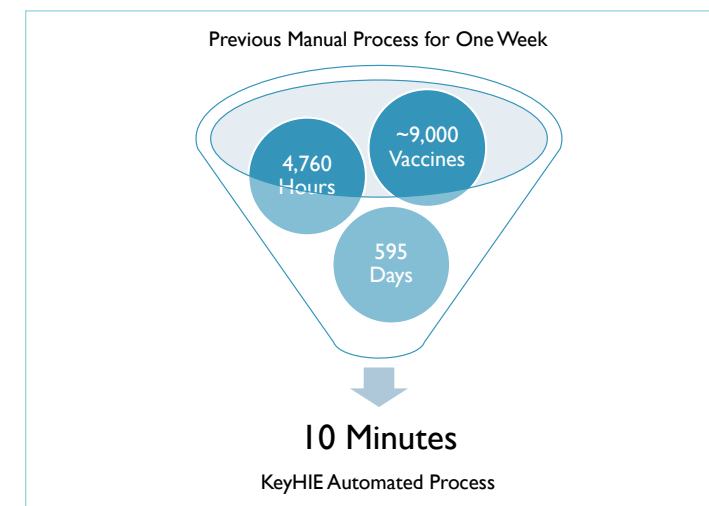 Previous Manual Process for One Week
~9,000
Vaccines
4,760
Hours
595
Days
10 Minutes
KeyHIE Automated Process